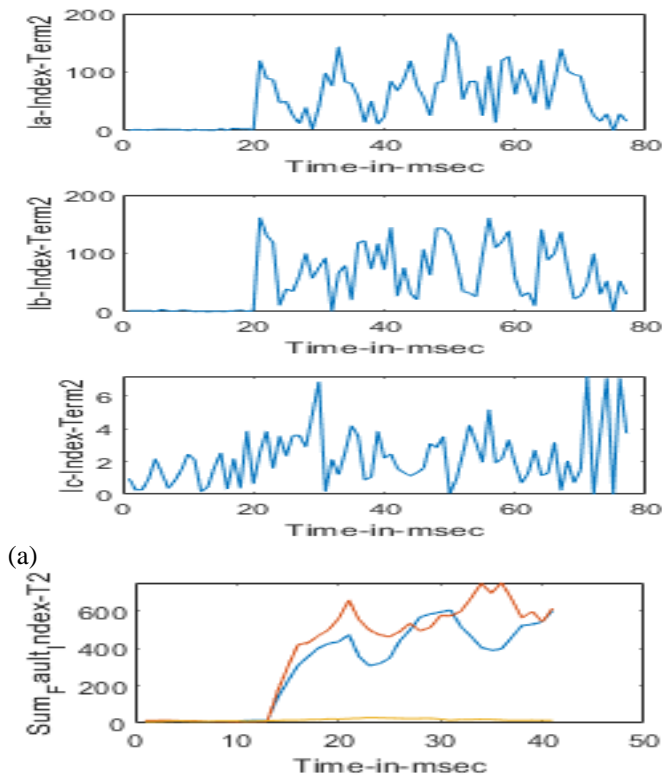 Ia-Index-Term2
200
100
0
0 20 40 60 80
Time-in-msec
Ib-Index-Term2
200
100
0
0 20 40 60 80
Time-in-msec
Ic-Index-Term2
6
4
2
0
0 20 40 60 80
Time-in-msec
(a)
Sum_Fault_Index-T2
600
400
200
0
0 10 20 30 40 50
Time-in-msec